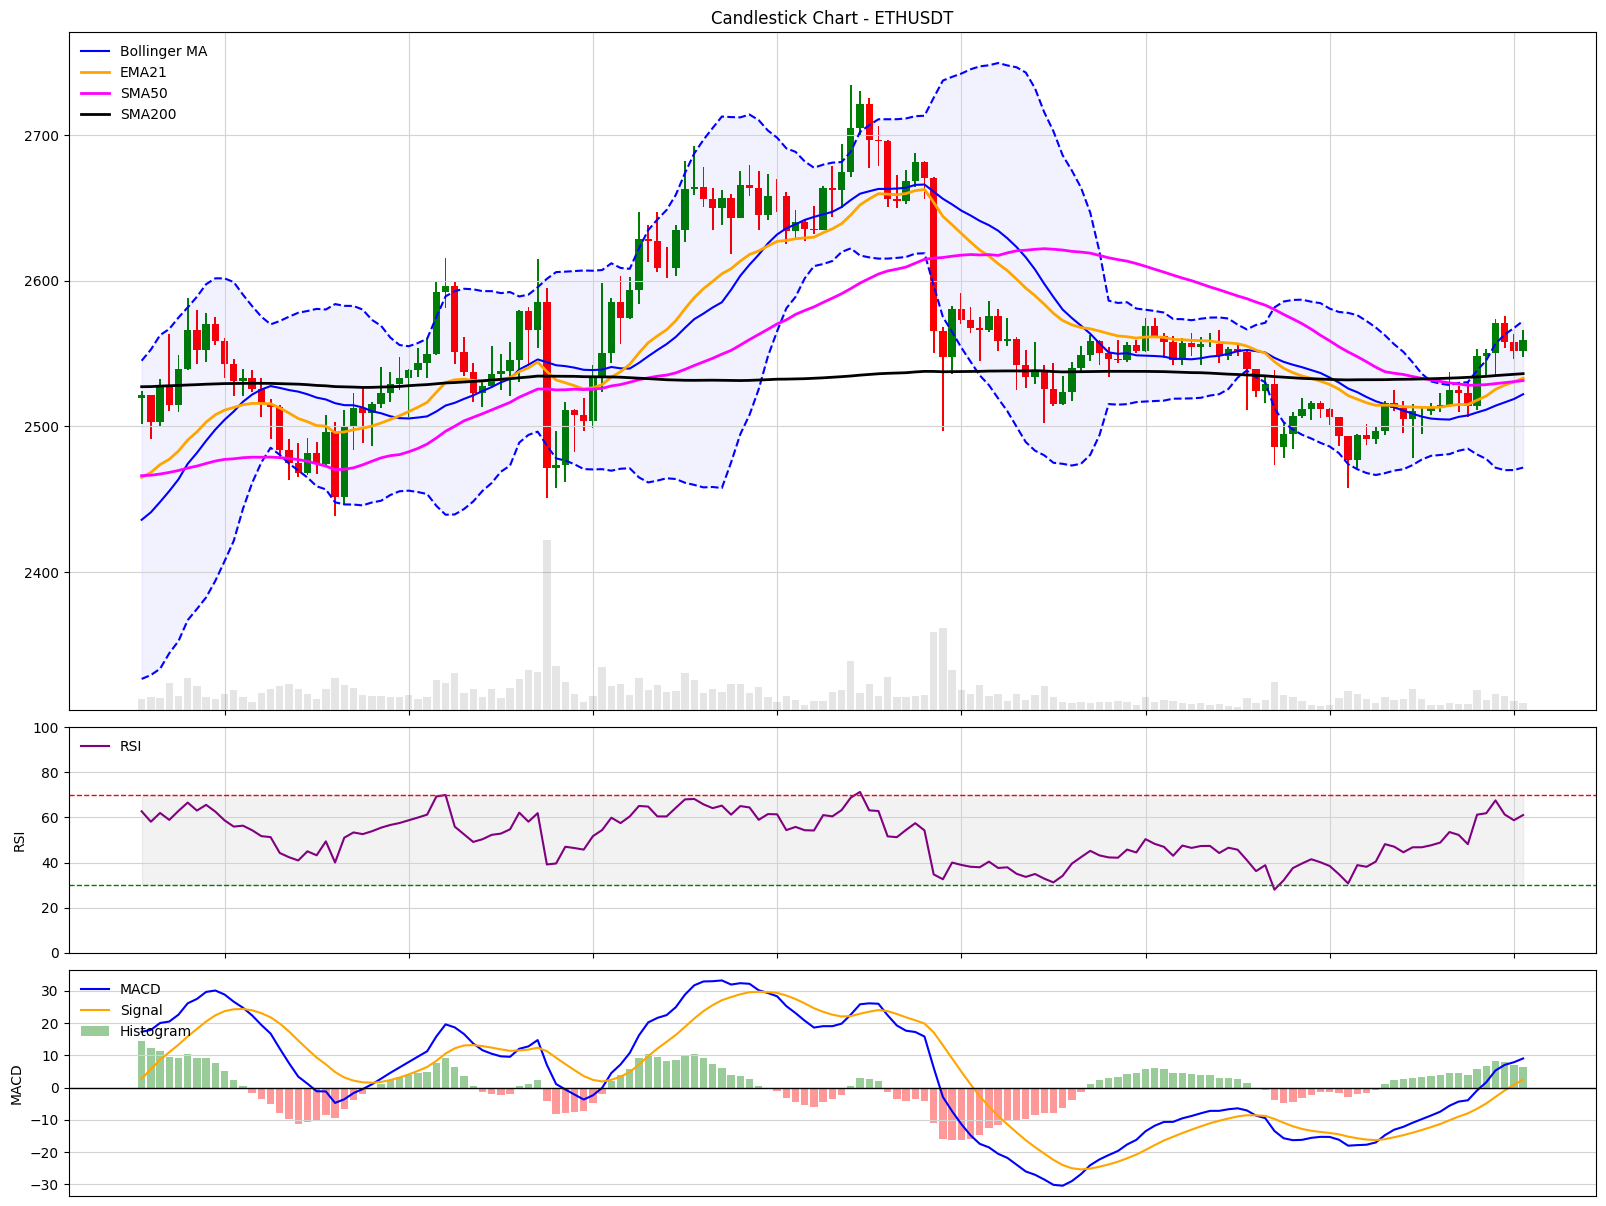 Candlestick Chart - ETHUSDT
Bollinger MA
EMA21
SMA50
SMA200
2700
2600
2500
2400
100
80
60
40
20
0
RSI
RSI
30
20
10
0
−10
−20
−30
MACD
MACD
Signal
Histogram